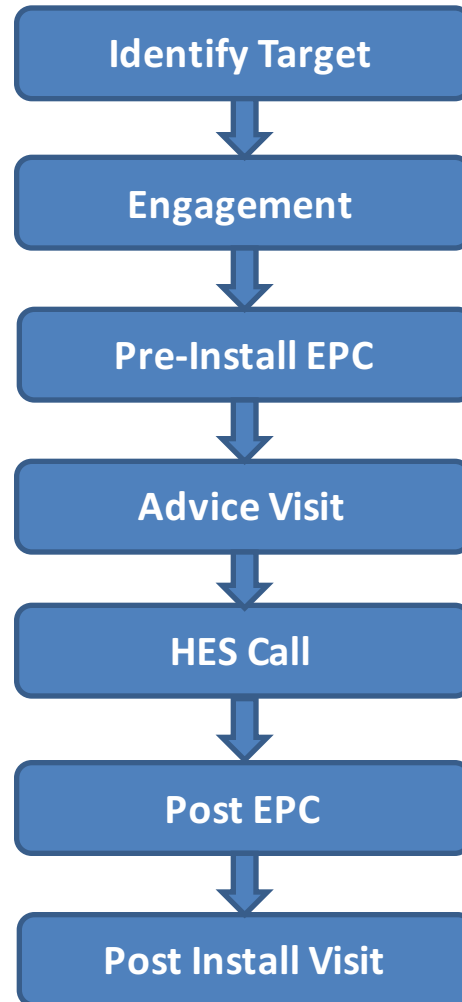 Identify Target
Engagement
Pre-Install EPC
Advice Visit
HES Call
Post EPC
Post Install Visit